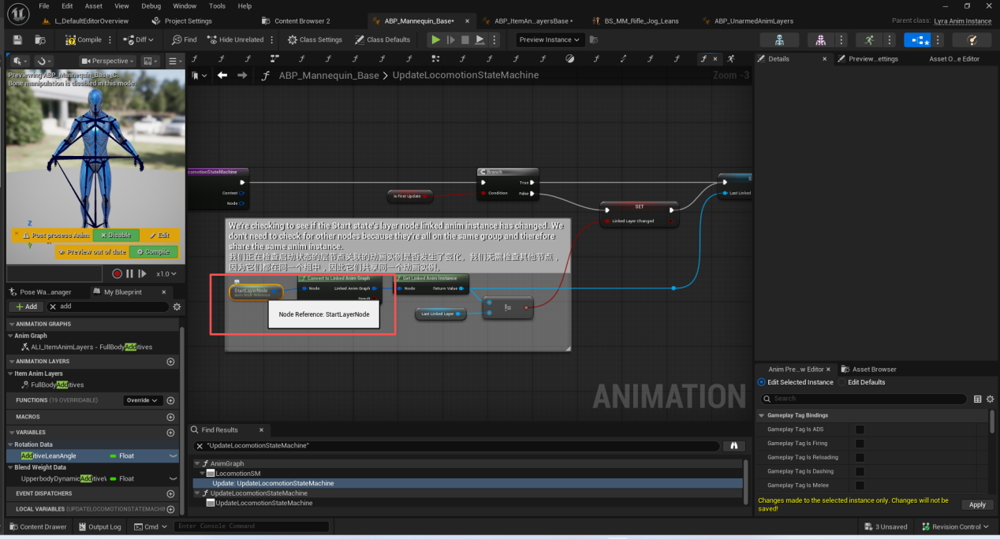 File Edit Asset View Debug Window Tools Help
L_DefaultEditorOverview Project Settings Content Browser 2 ABP_Mannequin_Base* ABP_ItemAn...ayersBase* BS_MM_Rifle_Jog_Leans ABP_UnarmedAnimLayers Parent class: Lyra Anim Instance
Compile Diff Find Hide Unrelated Class Settings Class Defaults Preview Instance
Perspective
Details Preview...ettings Asset O...e Editor
ABP_Mannequin_Base > UpdateLocomotionStateMachine Zoom -3
Previewing ABP_Mannequin_Base_C.
Bone manipulation is disabled in this mode.
ocomotionStateMachine
Context
Node
Branch
True
Condition False
Is First Update
SET
Linked Layer Changed
Last Linked
We're checking to see if the Start state's layer node linked anim instance has changed. We
don't need to check for other nodes because they're all on the same group and therefore
share the same anim instance.
我们正在检查启动状态的层节点关联的动画实例是否发生了变化。我们无需检查其他节点，
因为它们都在同一个组中，因此它们共享同一个动画实例。
StartLayerNode
Anim Node Reference
Convert to Linked Anim Graph
Node Linked Anim Graph
Result
Get Linked Anim Instance
Node Return Value
Node Reference: StartLayerNode
Last Linked Layer
!=
ANIMATION
Z
Y
Post process Anim. Disable Edit
Preview out of date Compile
x1.0
Pose Wa...anager My Blueprint
Add add
ANIMATION GRAPHS
Anim Graph
ALI_ItemAnimLayers - FullBodyAdditives
ANIMATION LAYERS
Item Anim Layers
FullBodyAdditives
FUNCTIONS (19 OVERRIDABLE) Override
MACROS
VARIABLES
Rotation Data
AdditiveLeanAngle Float
Blend Weight Data
UpperbodyDynamicAdditive Float
EVENT DISPATCHERS
LOCAL VARIABLES (UPDATELOCOMOTIONSTATEMACHIN
Find Results
"UpdateLocomotionStateMachine"
AnimGraph
LocomotionSM
Update: UpdateLocomotionStateMachine
UpdateLocomotionStateMachine
UpdateLocomotionStateMachine
Anim Pre...w Editor Asset Browser
Edit Selected Instance Edit Defaults
Search
Gameplay Tag Bindings
Gameplay Tag Is ADS
Gameplay Tag Is Firing
Gameplay Tag Is Reloading
Gameplay Tag Is Dashing
Gameplay Tag Is Melee
Changes made to the selected instance only. Changes will not be
saved!
Apply
Content Drawer Output Log Cmd Enter Console Command 3 Unsaved Revision Control